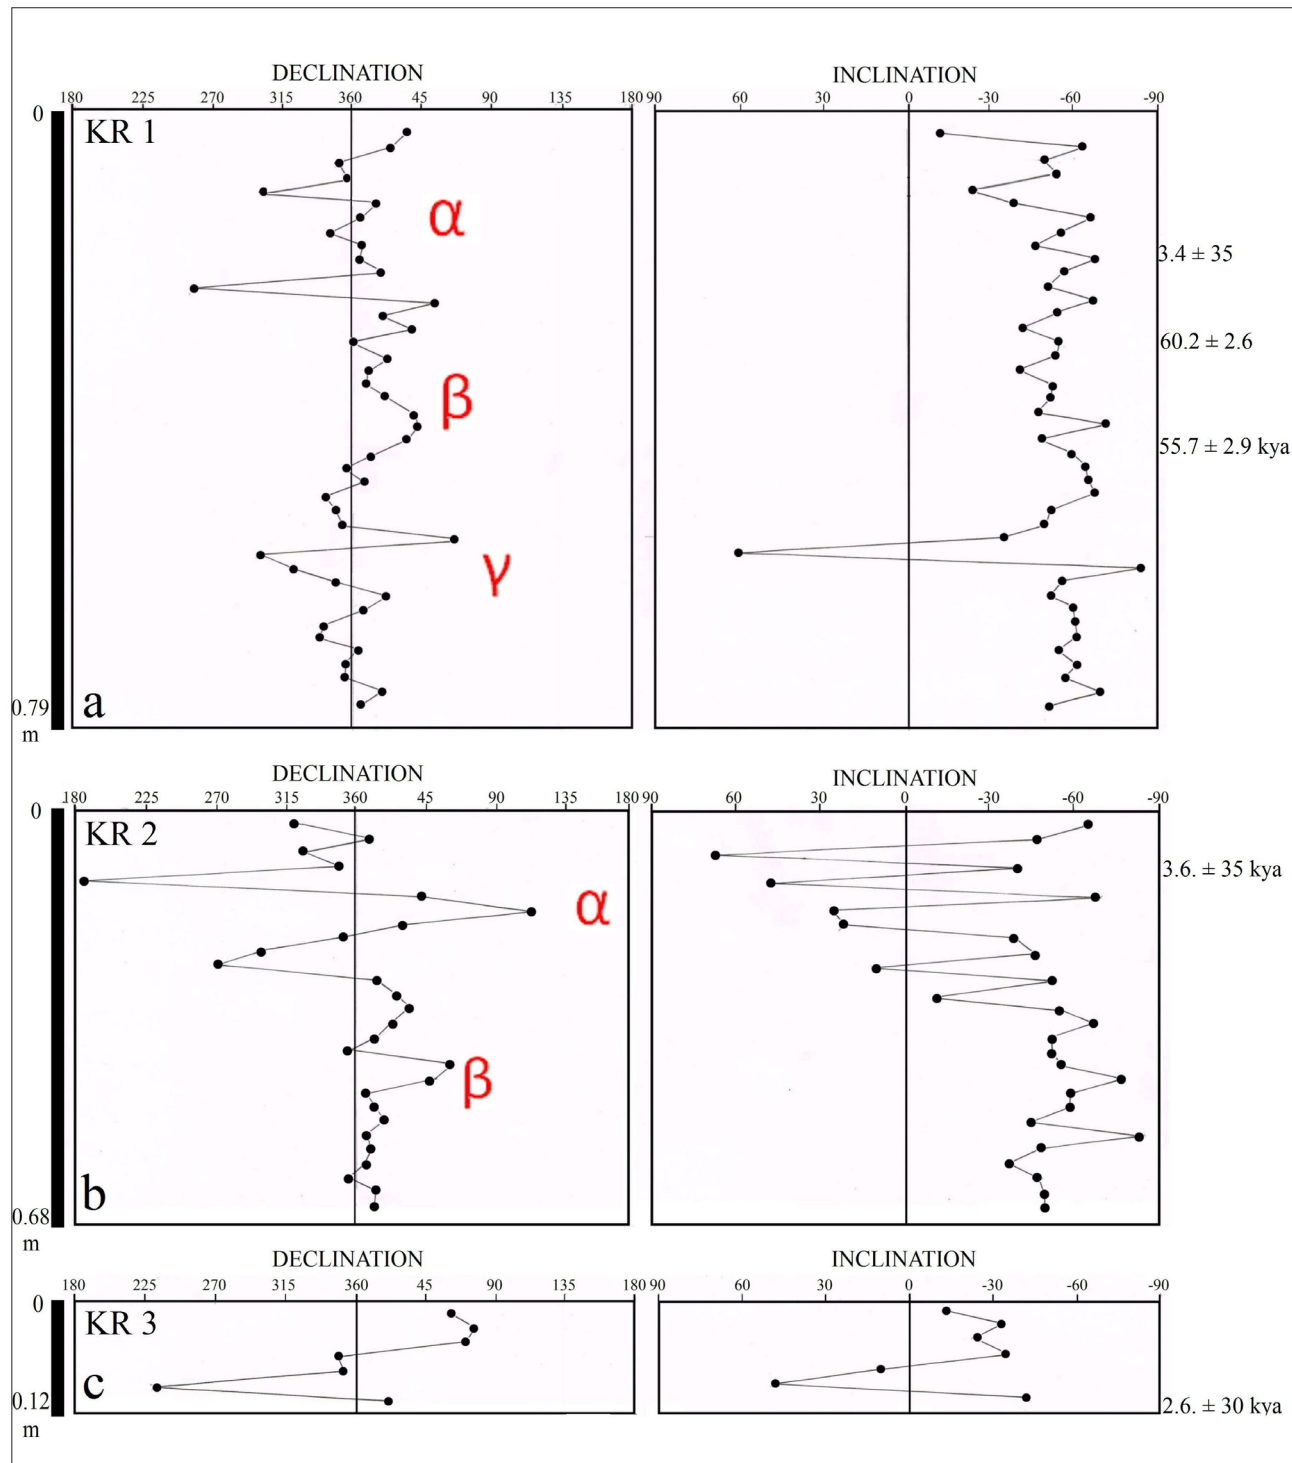 DECLINATION INCLINATION
180 225 270 315 360 45 90 135 180 90 60 30 0 -30 -60 -90
0
KR 1
α
3.4 ± 35
60.2 ± 2.6
β
55.7 ± 2.9 kya
γ
a
0.79
m
DECLINATION INCLINATION
180 225 270 315 360 45 90 135 180 90 60 30 0 -30 -60 -90
0
KR 2
3.6. ± 35 kya
α
β
b
0.68
m
DECLINATION INCLINATION
180 225 270 315 360 45 90 135 180 90 60 30 0 -30 -60 -90
0
KR 3
c
0.12
m
2.6. ± 30 kya